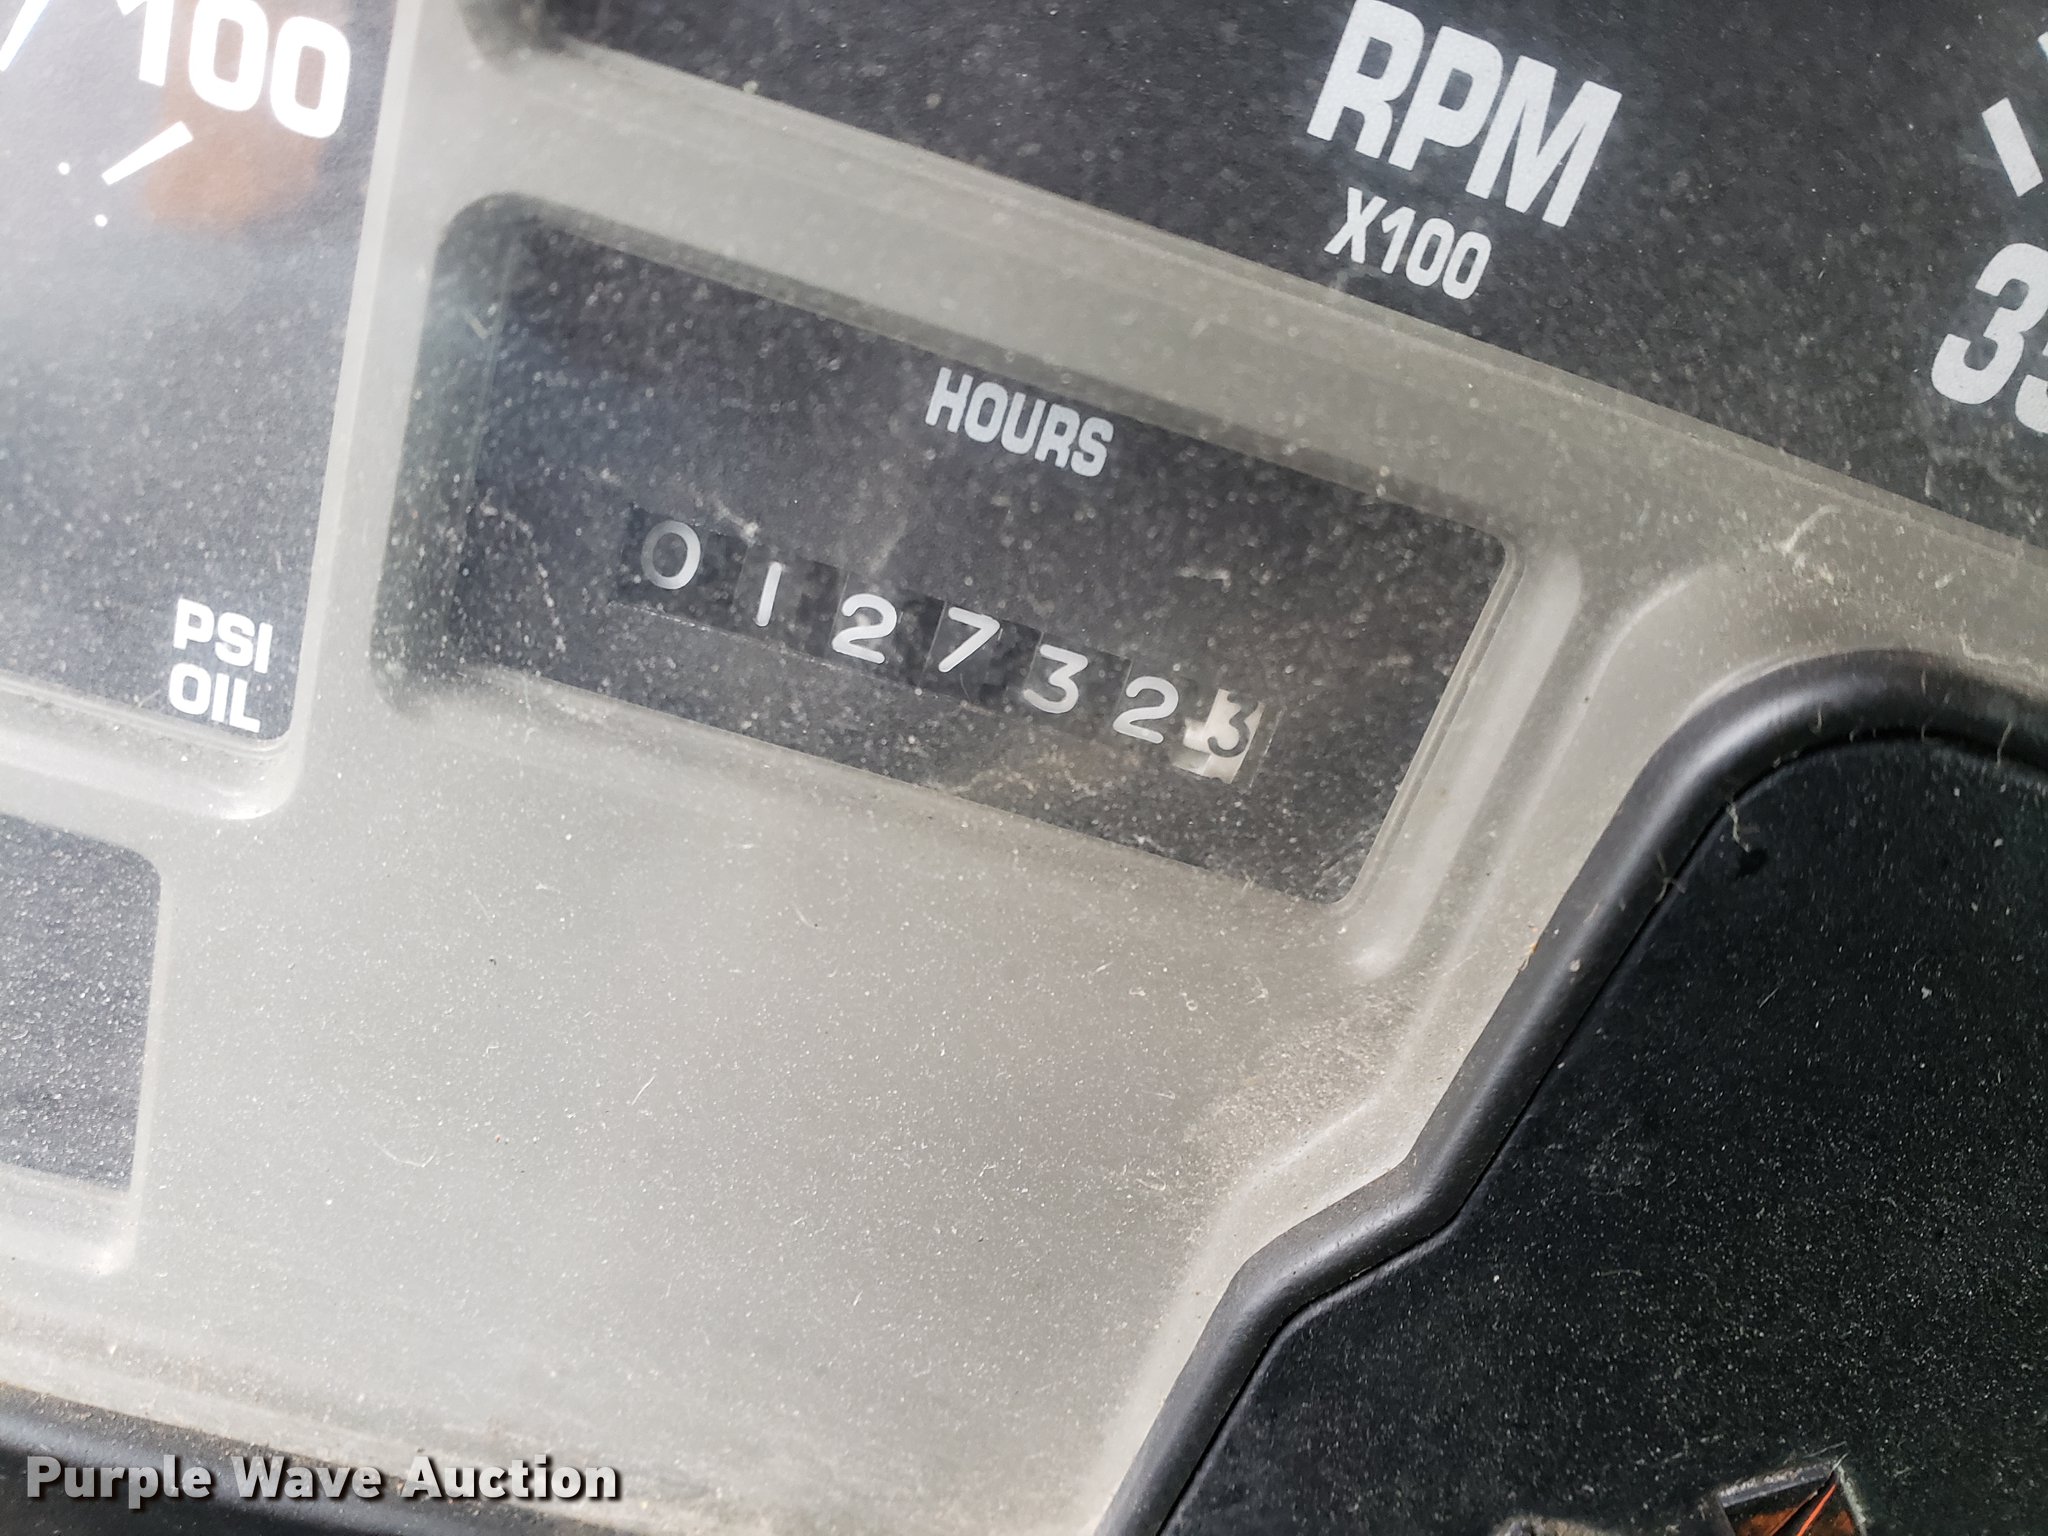 100
RPM
X100
HOURS
0127323
PSI
OIL
Purple Wave Auction